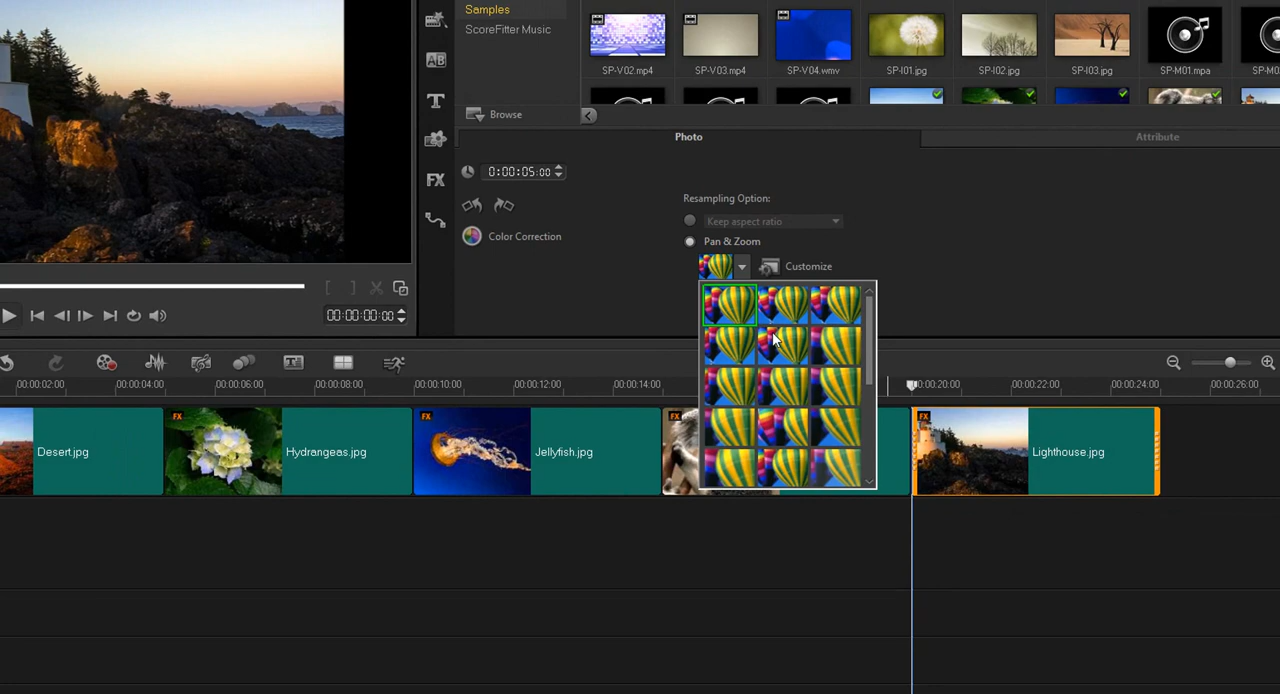 Samples
ScoreFitter Music
SP-V02.mp4
SP-V03.mp4
SP-V04.wmv
SP-I01.jpg
SP-I02.jpg
SP-I03.jpg
SP-M01.mpa
Browse
Photo
Attribute
0:00:05:00
Resampling Option:
Keep aspect ratio
Pan & Zoom
Color Correction
Customize
AB
T
FX
00:00:00:00
T
00:00:02:00
00:00:04:00
00:00:06:00
00:00:08:00
00:00:10:00
00:00:12:00
00:00:14:00
00:00:22:00
00:00:24:00
00:00:26:00
Desert.jpg
FX
Hydrangeas.jpg
FX
Jellyfish.jpg
FX
FX
Lighthouse.jpg